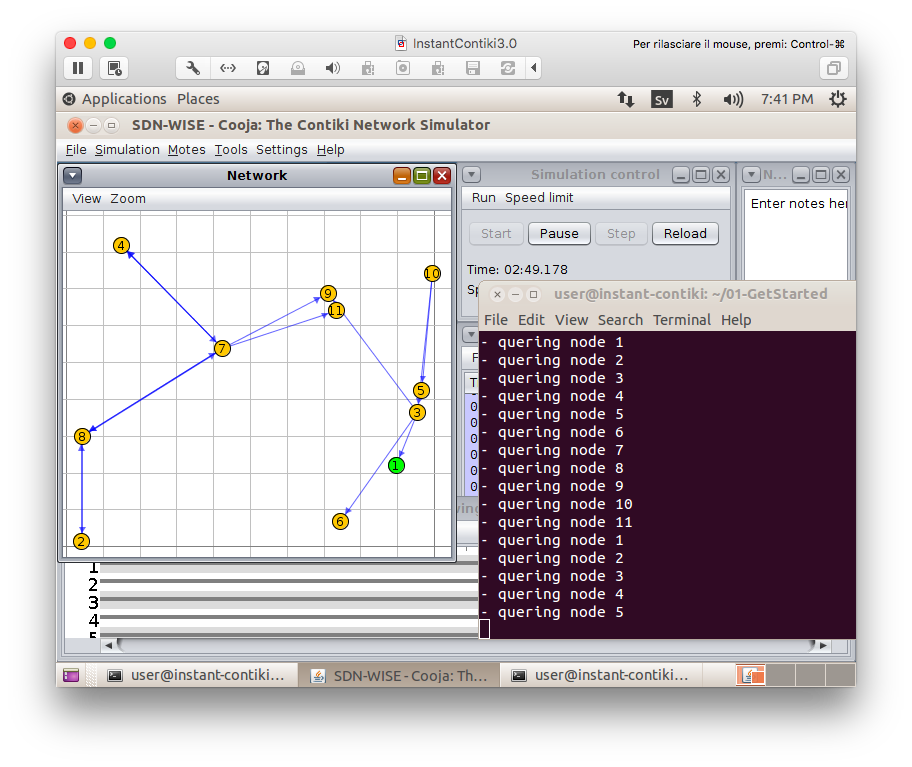 InstantContiki3.0
Per rilasciare il mouse, premi: Control-⌘
Applications Places
Sv
7:41 PM
SDN-WISE - Cooja: The Contiki Network Simulator
File Simulation Motes Tools Settings Help
Network
View Zoom
4
10
9
11
7
5
3
8
1
6
2
Simulation control
Run Speed limit
Start Pause Step Reload
Time: 02:49.178
N...
Enter notes her
user@instant-contiki: ~/01-GetStarted
File Edit View Search Terminal Help
- quering node 1
- quering node 2
- quering node 3
- quering node 4
- quering node 5
- quering node 6
- quering node 7
- quering node 8
- quering node 9
- quering node 10
- quering node 11
- quering node 1
- quering node 2
- quering node 3
- quering node 4
- quering node 5
1
2
3
4
5
user@instant-contiki:... SDN-WISE - Cooja: Th... user@instant-contiki:...